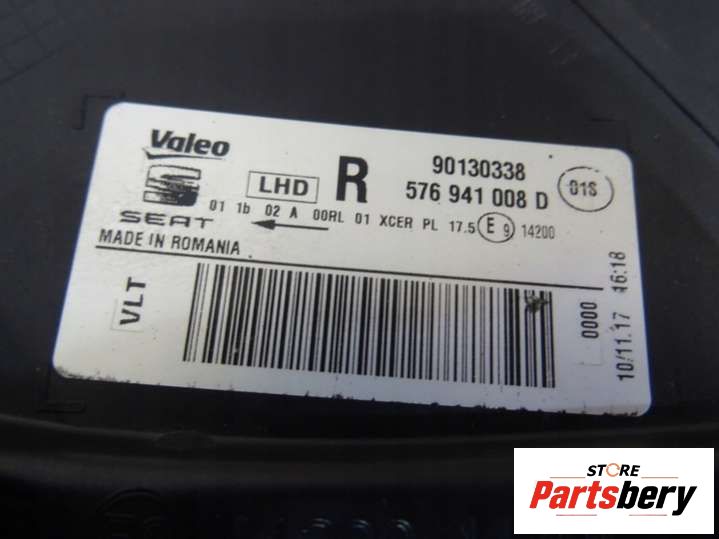 Valeo
LHD R 90130338
576 941 008 D 01S
SEAT 01 1b 02 A 00RL 01 XCER PL 17.5 E 9 14200
MADE IN ROMANIA
VLT
0000
10/11.17 16:18
STORE
Partsbery